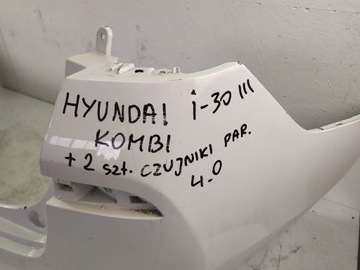 HYUNDAI i-30 III
KOMBI
+ 2 szt. CZUJNIKI PAR.
4.0